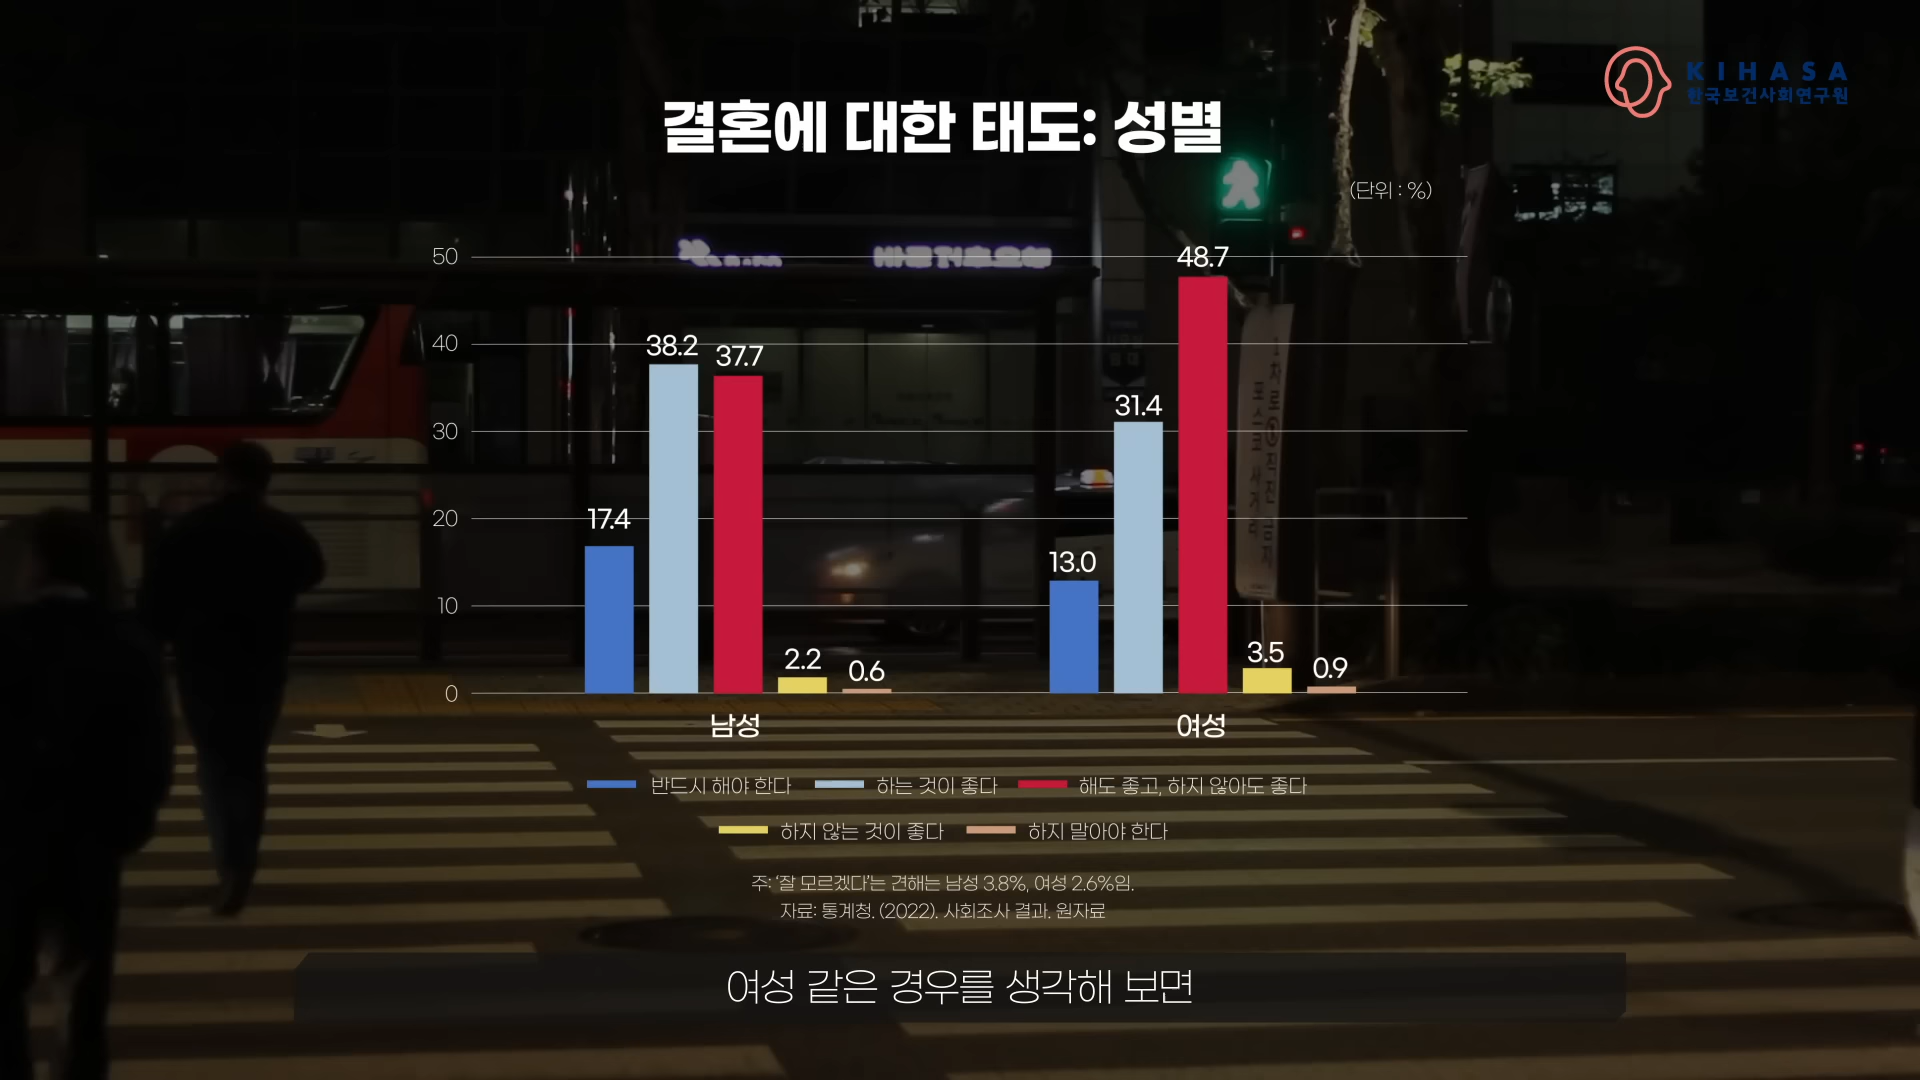 KIHASA
한국보건사회연구원
결혼에 대한 태도: 성별
(단위 : %)
50
40
30
20
10
0
17.4
38.2
37.7
2.2
0.6
13.0
31.4
48.7
3.5
0.9
남성
여성
반드시 해야 한다
하는 것이 좋다
해도 좋고, 하지 않아도 좋다
하지 않는 것이 좋다
하지 말아야 한다
주: ‘잘 모르겠다’는 견해는 남성 3.8%, 여성 2.6%임.
자료: 통계청. (2022). 사회조사 결과. 원자료
여성 같은 경우를 생각해 보면